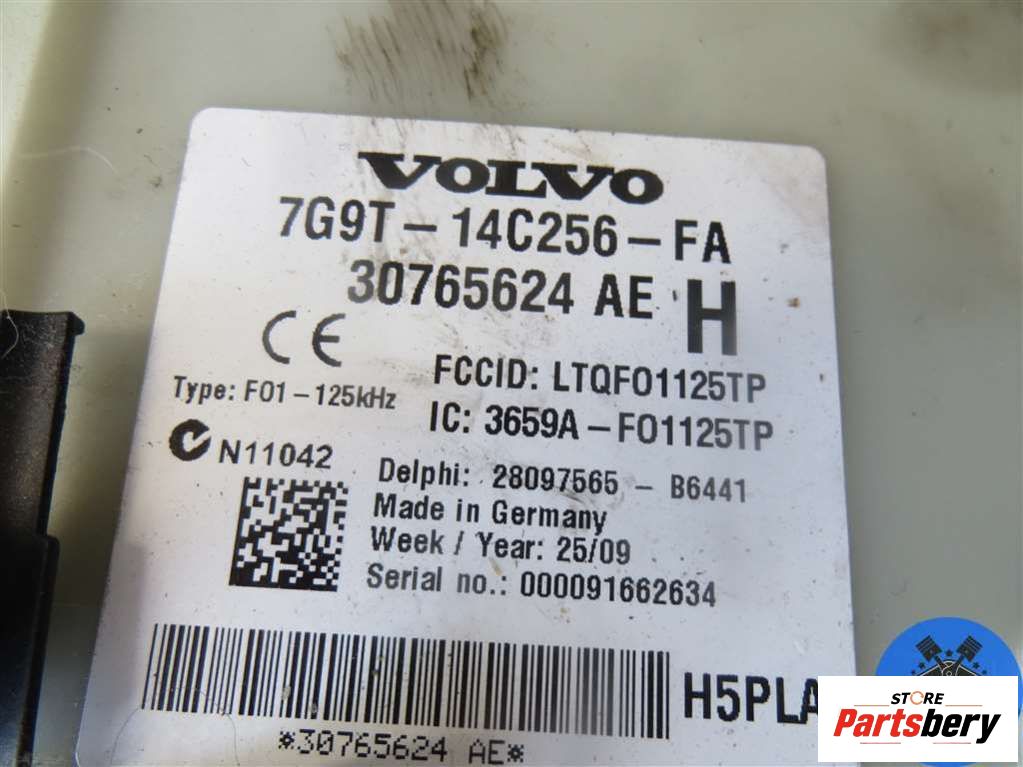 VOLVO
7G9T-14C256-FA
30765624 AE H
CE
FCCID: LTQF01125TP
Type: F01-125kHz
IC: 3659A-F01125TP
N11042
Delphi: 28097565 - B6441
Made in Germany
Week / Year: 25/09
Serial no.: 000091662634
H5PLA
*30765624 AE*
STORE
Partsbery